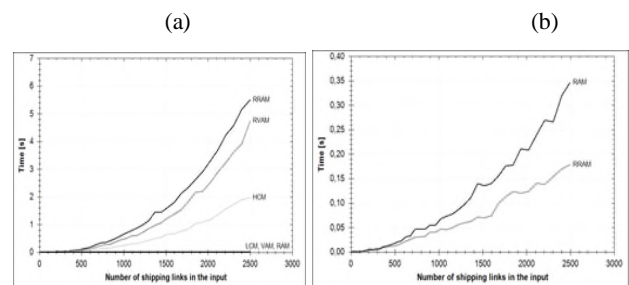 (a)
(b)
7
6
5
4
3
2
1
0
Time [s]
RRAM
RVAM
HCM
LCM, VAM, RAM
0 500 1000 1500 2000 2500 3000
Number of shipping links in the input
0,40
0,35
0,30
0,25
0,20
0,15
0,10
0,05
0,00
Time [s]
RAM
RRAM
0 500 1000 1500 2000 2500 3000
Number of shipping links in the input